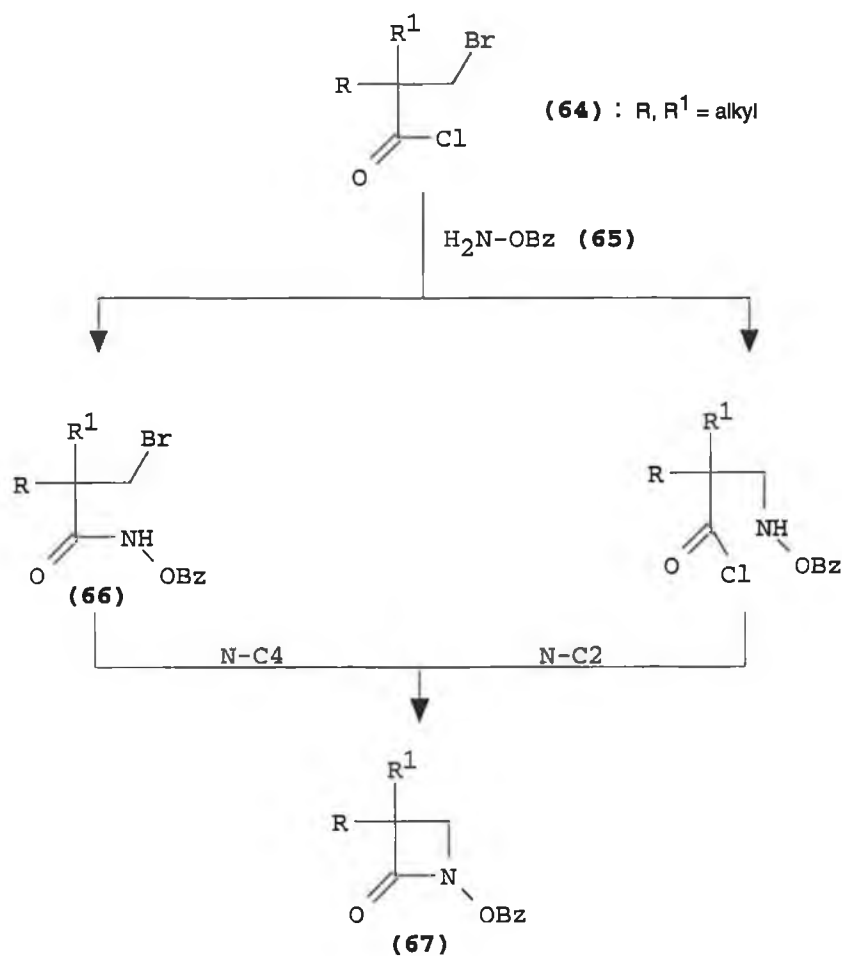 R¹
Br
R
Cl
O
(64) : R, R¹ = alkyl
H₂N-OBz (65)
R¹
Br
R
NH
O
OBz
(66)
R¹
R
NH
O
Cl
OBz
N-C4
N-C2
R¹
R
N
O
OBz
(67)